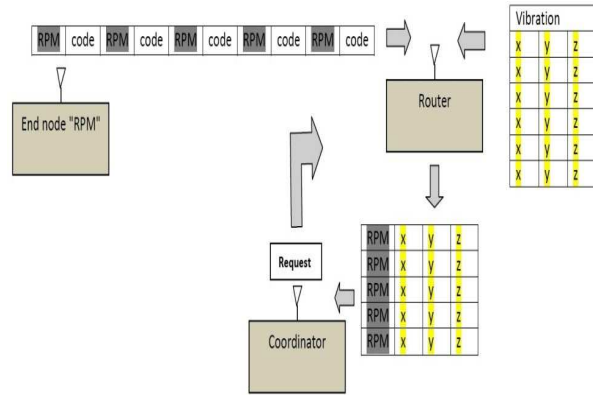 RPM code RPM code RPM code RPM code RPM code
Vibration
x y z
x y z
x y z
x y z
x y z
x y z
End node "RPM"
Router
Request
RPM x y z
RPM x y z
RPM x y z
RPM x y z
RPM x y z
Coordinator